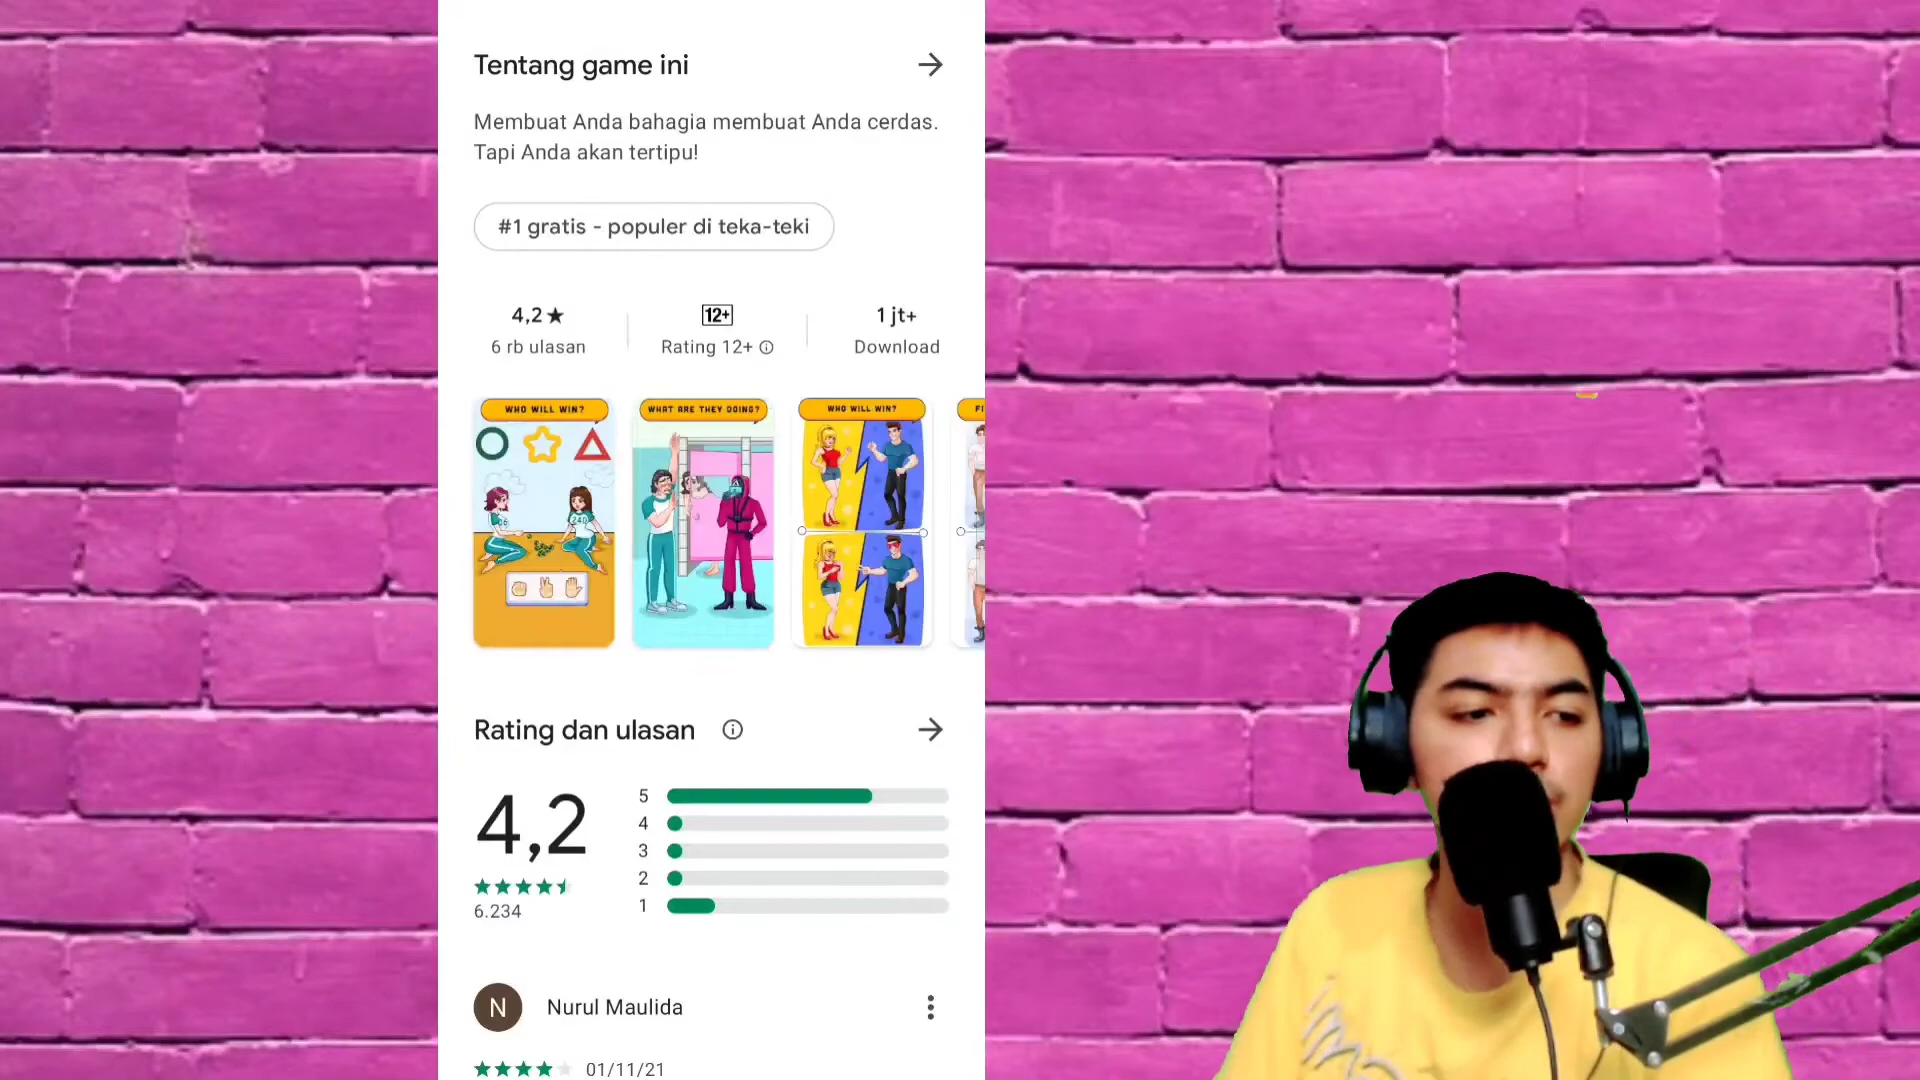 Tentang game ini
Membuat Anda bahagia membuat Anda cerdas.
Tapi Anda akan tertipu!
#1 gratis - populer di teka-teki
4,2★ 12+ 1 jt+
6 rb ulasan Rating 12+ Download
WHO WILL WIN? WHAT ARE THEY DOING? WHO WILL WIN? FI
240
Rating dan ulasan
4,2
6.234
5
4
3
2
1
N Nurul Maulida
01/11/21